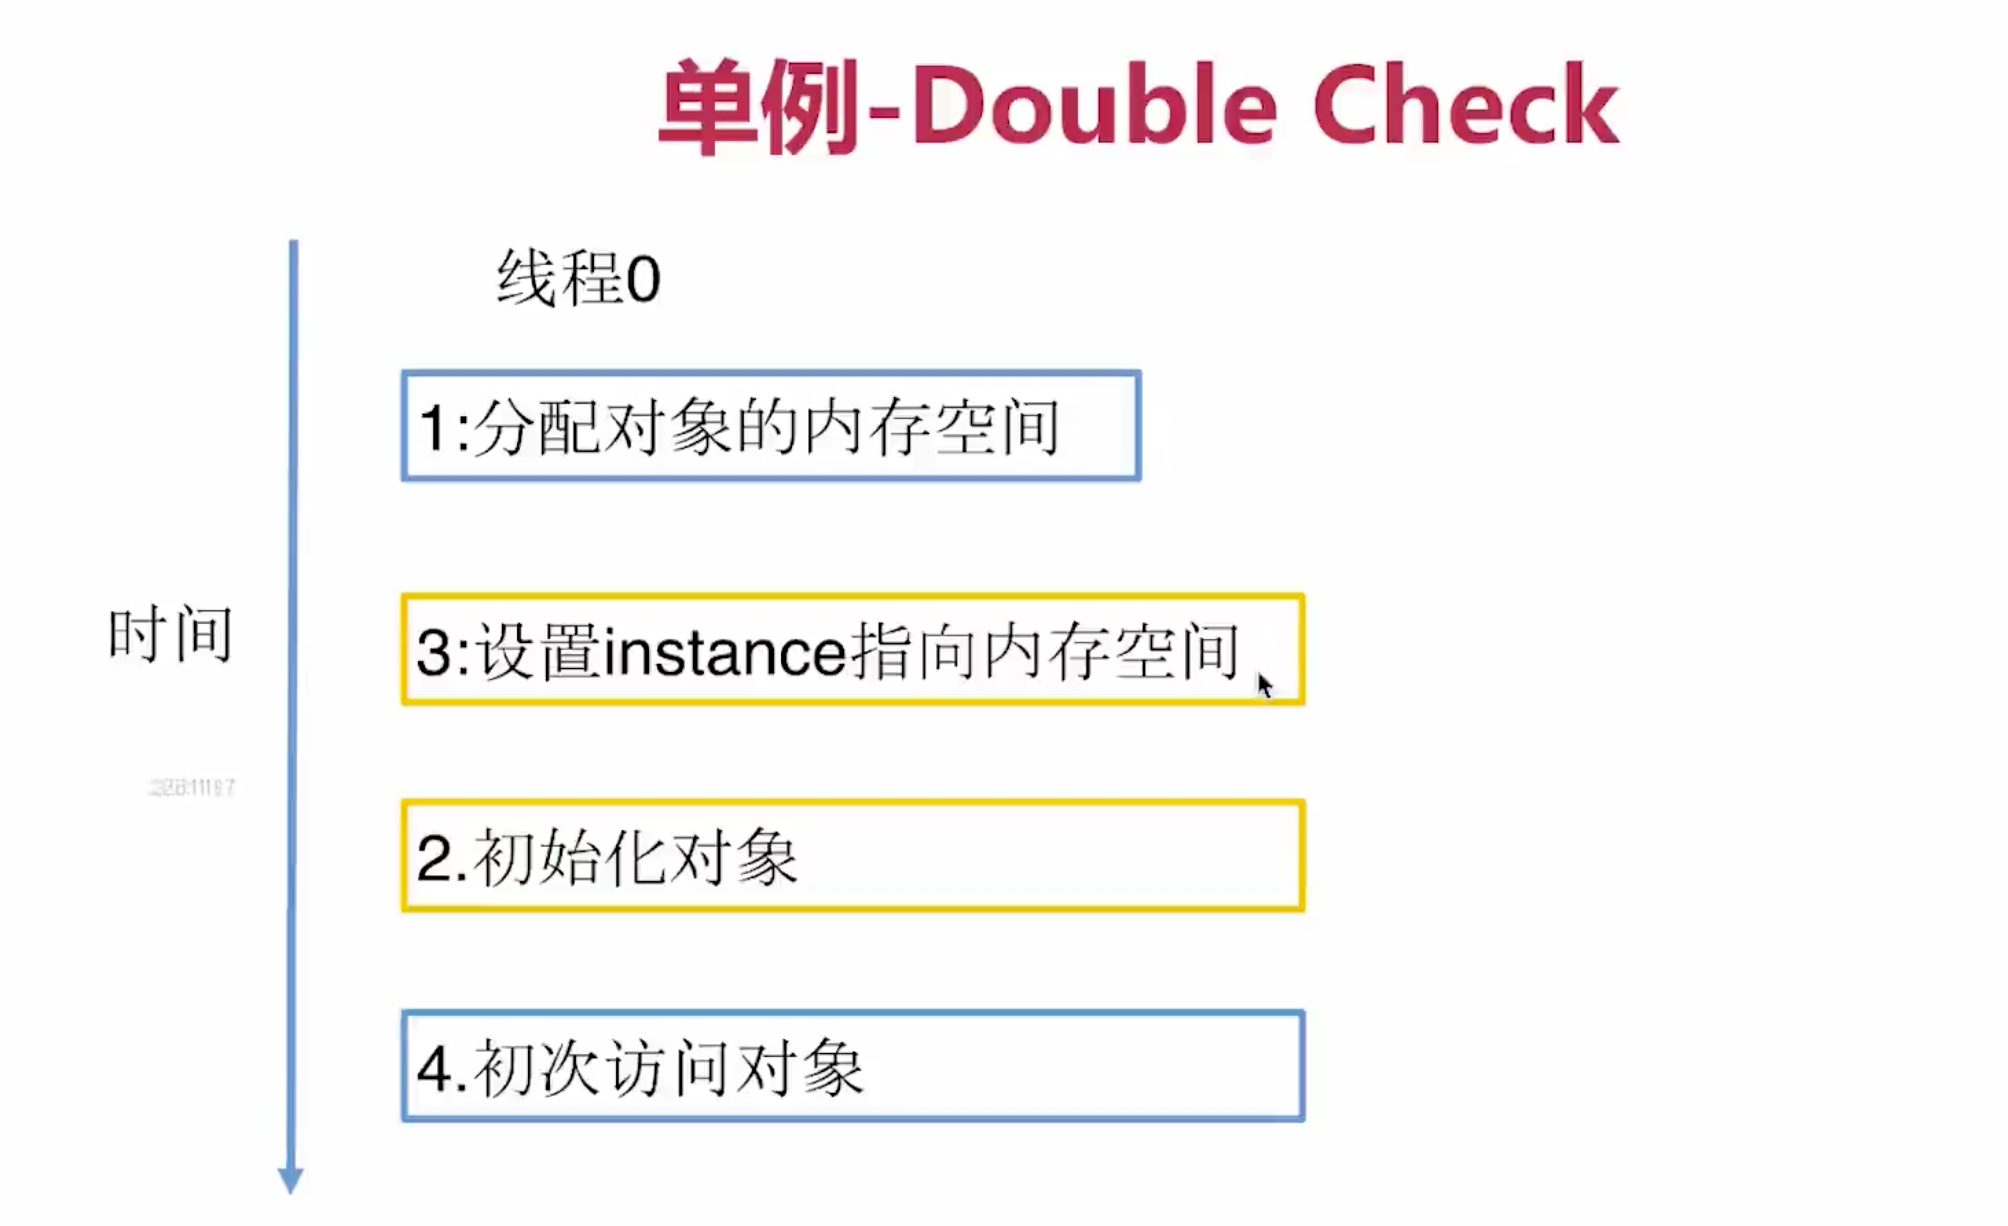 单例-Double Check
线程0
1:分配对象的内存空间
3:设置instance指向内存空间
时间
2.初始化对象
4.初次访问对象